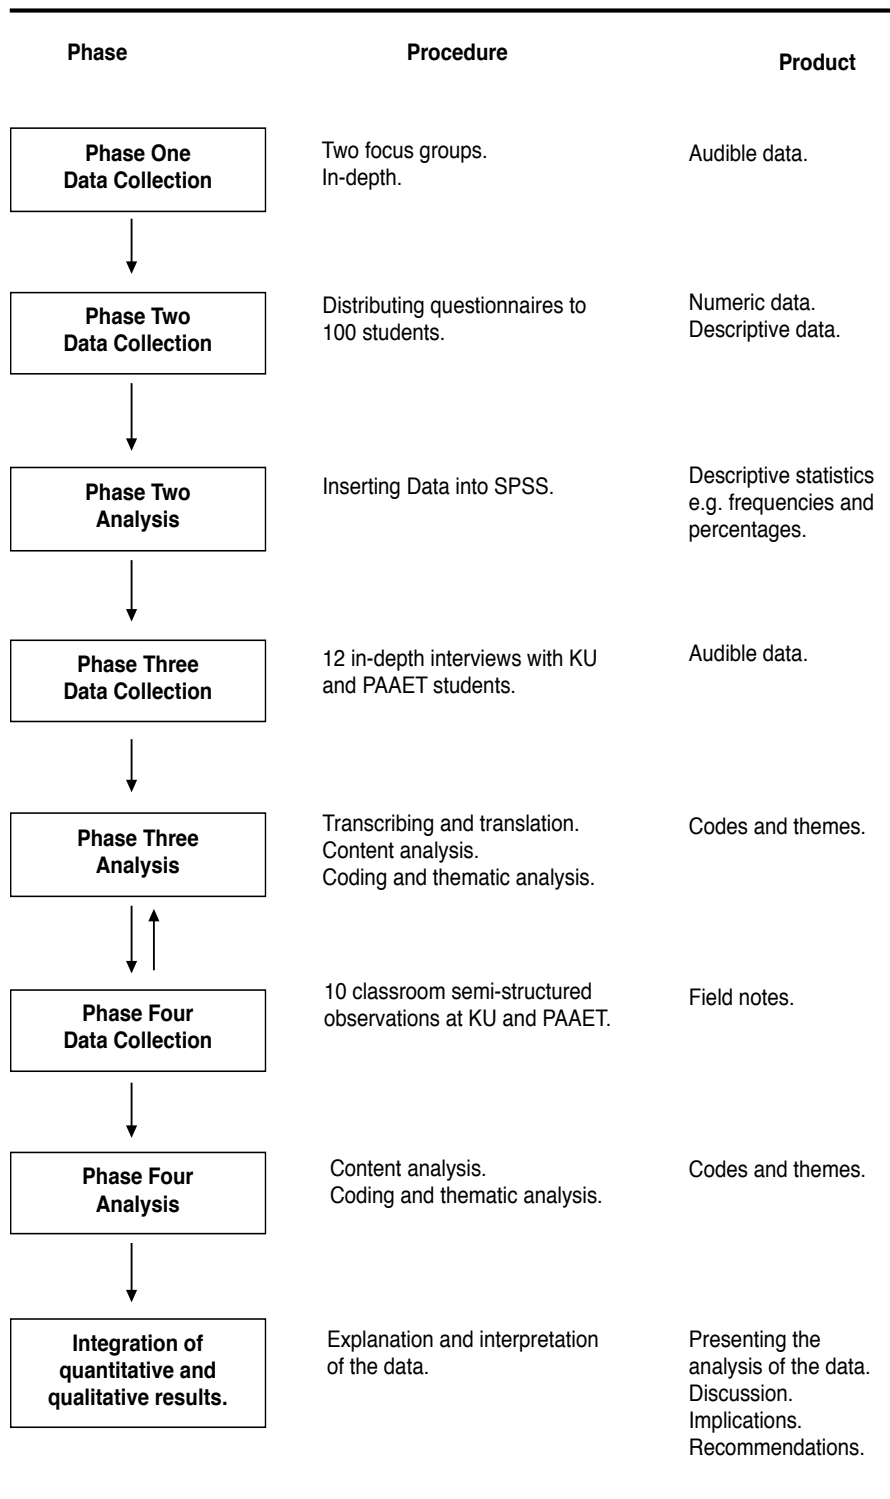 Phase Procedure Product
Phase One
Data Collection
Two focus groups.
In-depth.
Audible data.
Phase Two
Data Collection
Distributing questionnaires to
100 students.
Numeric data.
Descriptive data.
Phase Two
Analysis
Inserting Data into SPSS.
Descriptive statistics
e.g. frequencies and
percentages.
Phase Three
Data Collection
12 in-depth interviews with KU
and PAAET students.
Audible data.
Phase Three
Analysis
Transcribing and translation.
Content analysis.
Coding and thematic analysis.
Codes and themes.
Phase Four
Data Collection
10 classroom semi-structured
observations at KU and PAAET.
Field notes.
Phase Four
Analysis
Content analysis.
Coding and thematic analysis.
Codes and themes.
Integration of
quantitative and
qualitative results.
Explanation and interpretation
of the data.
Presenting the
analysis of the data.
Discussion.
Implications.
Recommendations.